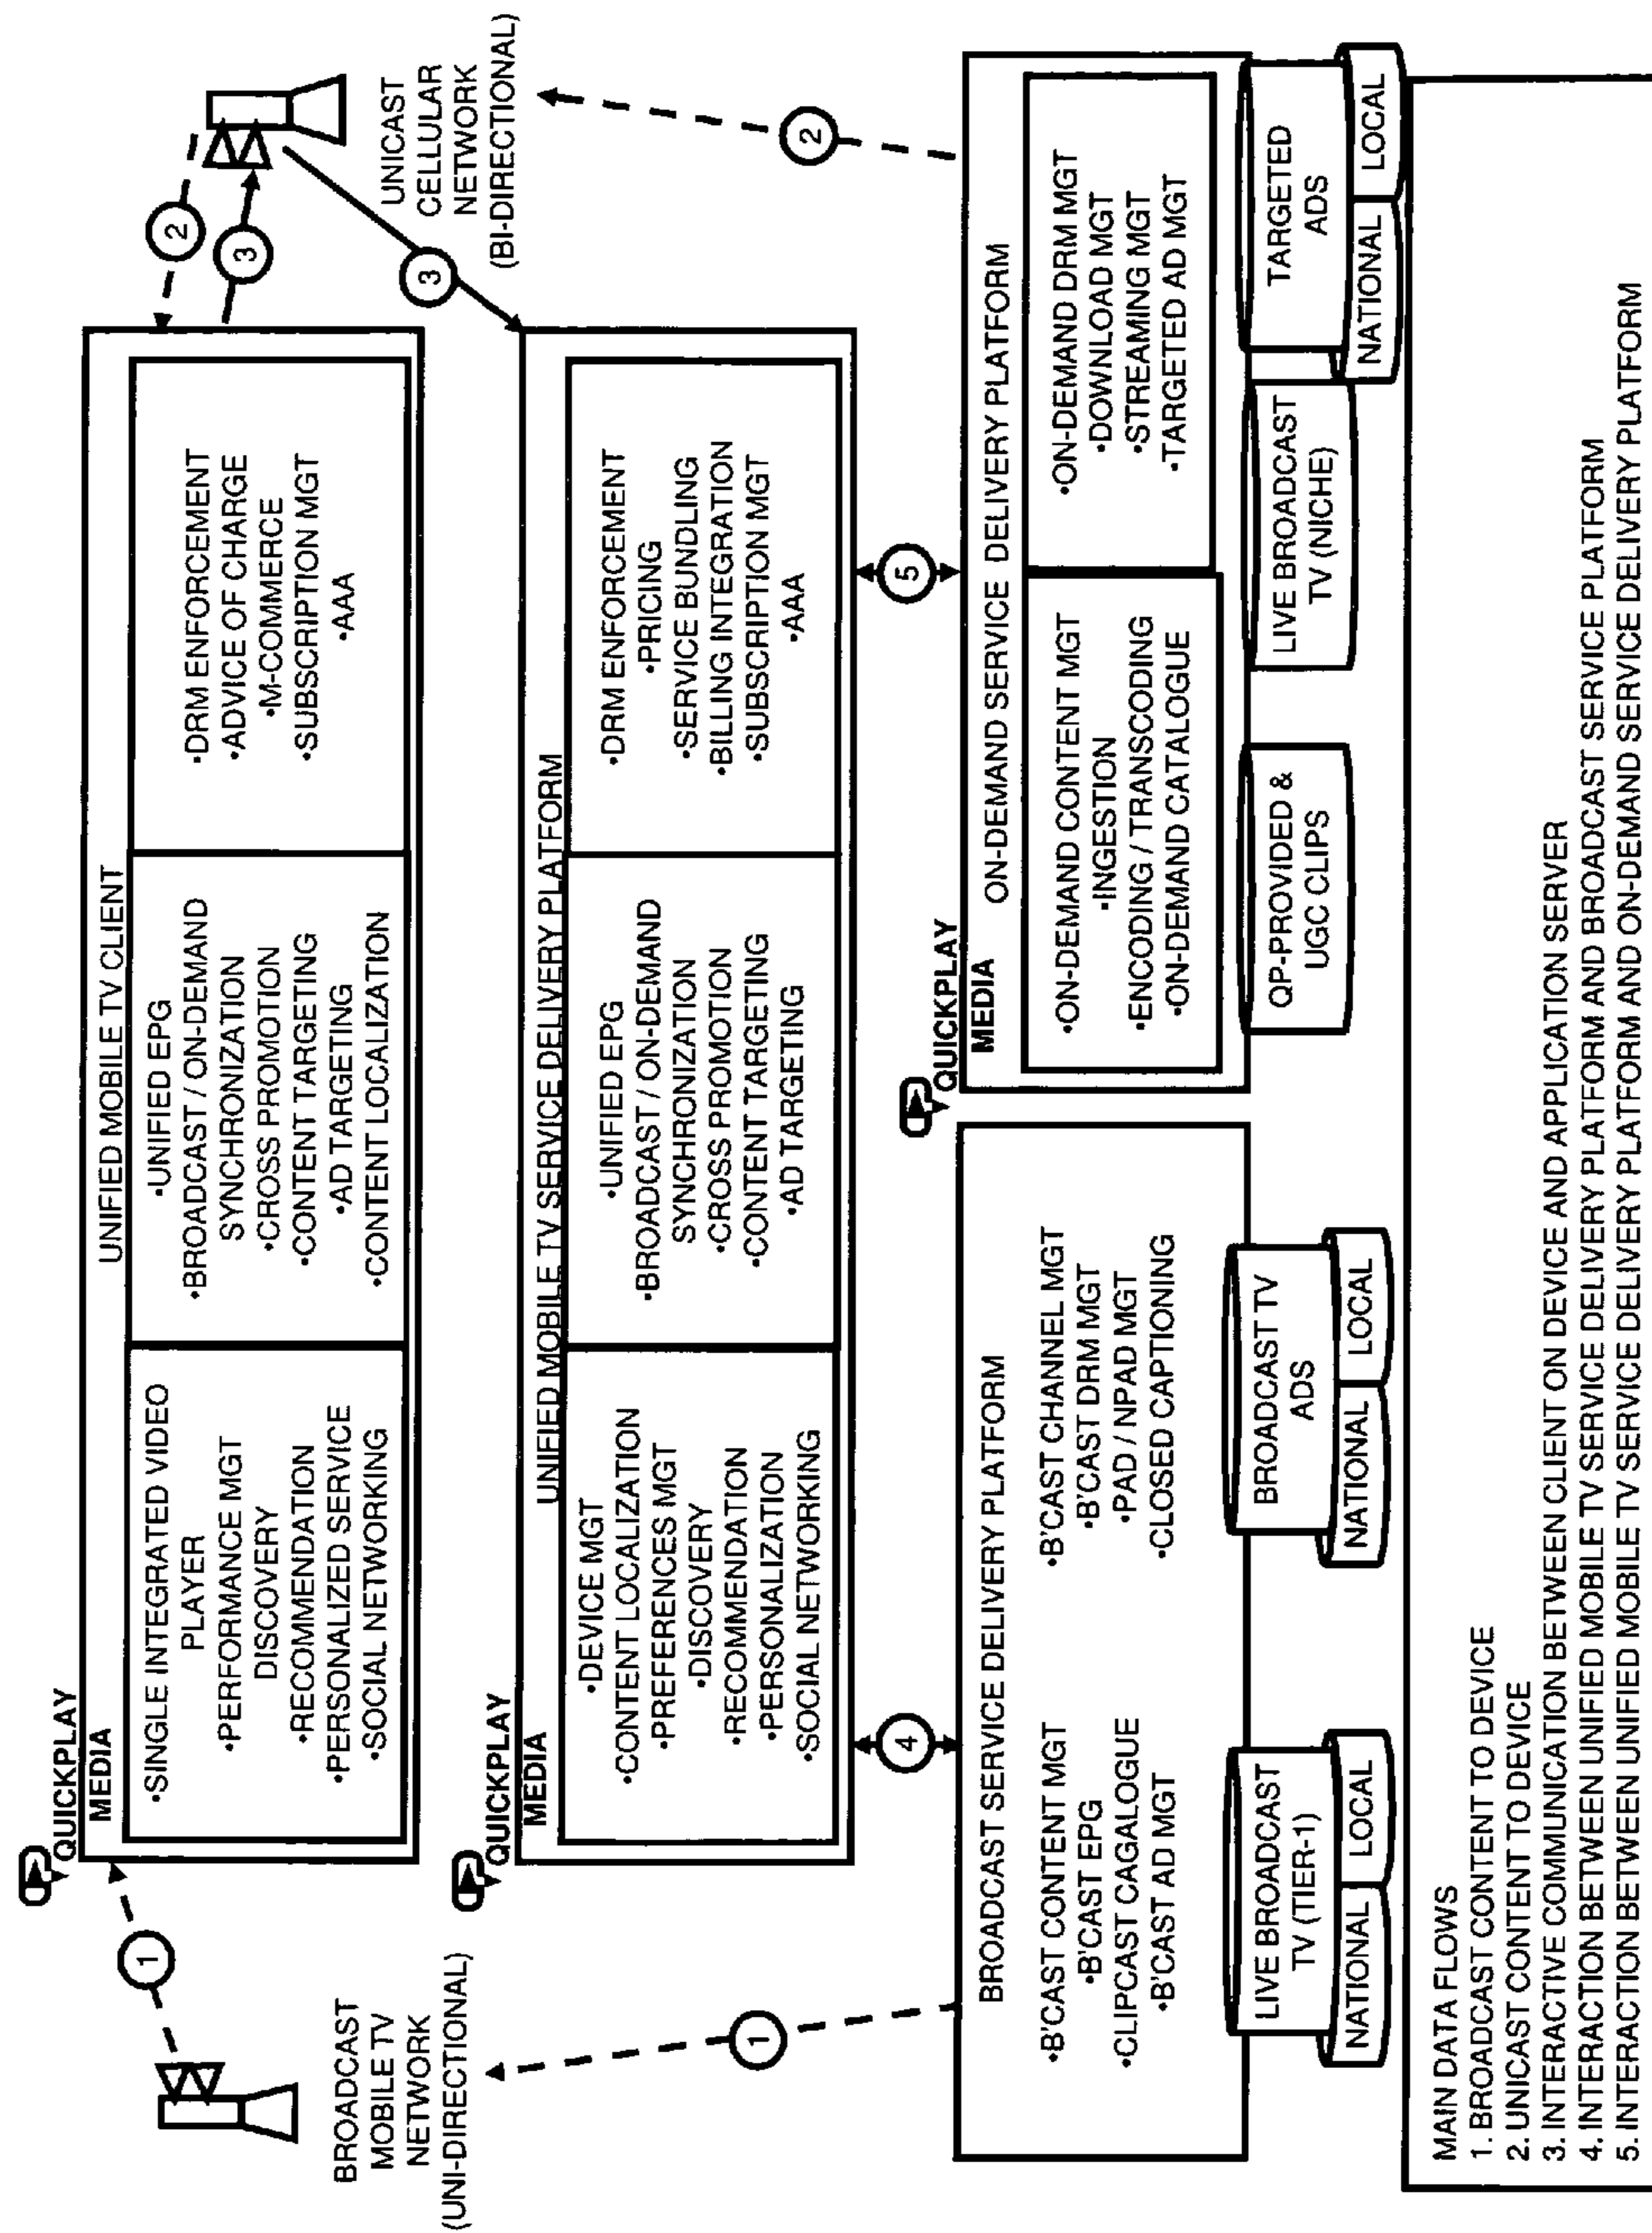 QUICKPLAY
MEDIA
UNIFIED MOBILE TV CLIENT
•SINGLE INTEGRATED VIDEO
PLAYER
•PERFORMANCE MGT
DISCOVERY
•RECOMMENDATION
•PERSONALIZED SERVICE
•SOCIAL NETWORKING
•UNIFIED EPG
•BROADCAST / ON-DEMAND
SYNCHRONIZATION
•CROSS PROMOTION
•CONTENT TARGETING
•AD TARGETING
•CONTENT LOCALIZATION
•DRM ENFORCEMENT
•ADVICE OF CHARGE
•M-COMMERCE
•SUBSCRIPTION MGT
•AAA
1
2
3
BROADCAST
MOBILE TV
NETWORK
(UNI-DIRECTIONAL)
UNICAST
CELLULAR
NETWORK
(BI-DIRECTIONAL)
3
QUICKPLAY
MEDIA
UNIFIED MOBILE TV SERVICE DELIVERY PLATFORM
•DEVICE MGT
•CONTENT LOCALIZATION
•PREFERENCES MGT
•DISCOVERY
•RECOMMENDATION
•PERSONALIZATION
•SOCIAL NETWORKING
•UNIFIED EPG
•BROADCAST / ON-DEMAND
SYNCHRONIZATION
•CROSS PROMOTION
•CONTENT TARGETING
•AD TARGETING
•DRM ENFORCEMENT
•PRICING
•SERVICE BUNDLING
•BILLING INTEGRATION
•SUBSCRIPTION MGT
•AAA
1
4
5
2
BROADCAST SERVICE DELIVERY PLATFORM
•B'CAST CONTENT MGT
•B'CAST EPG
•CLIPCAST CAGALOGUE
•B'CAST AD MGT
•B'CAST CHANNEL MGT
•B'CAST DRM MGT
•PAD / NPAD MGT
•CLOSED CAPTIONING
LIVE BROADCAST
TV (TIER-1)
NATIONAL
LOCAL
BROADCAST TV
ADS
NATIONAL
LOCAL
QUICKPLAY
MEDIA
ON-DEMAND SERVICE DELIVERY PLATFORM
•ON-DEMAND CONTENT MGT
•INGESTION
•ENCODING / TRANSCODING
•ON-DEMAND CATALOGUE
•ON-DEMAND DRM MGT
•DOWNLOAD MGT
•STREAMING MGT
•TARGETED AD MGT
QP-PROVIDED &
UGC CLIPS
LIVE BROADCAST
TV (NICHE)
TARGETED
ADS
NATIONAL
LOCAL
MAIN DATA FLOWS
1. BROADCAST CONTENT TO DEVICE
2. UNICAST CONTENT TO DEVICE
3. INTERACTIVE COMMUNICATION BETWEEN CLIENT ON DEVICE AND APPLICATION SERVER
4. INTERACTION BETWEEN UNIFIED MOBILE TV SERVICE DELIVERY PLATFORM AND BROADCAST SERVICE PLATFORM
5. INTERACTION BETWEEN UNIFIED MOBILE TV SERVICE DELIVERY PLATFORM AND ON-DEMAND SERVICE DELIVERY PLATFORM